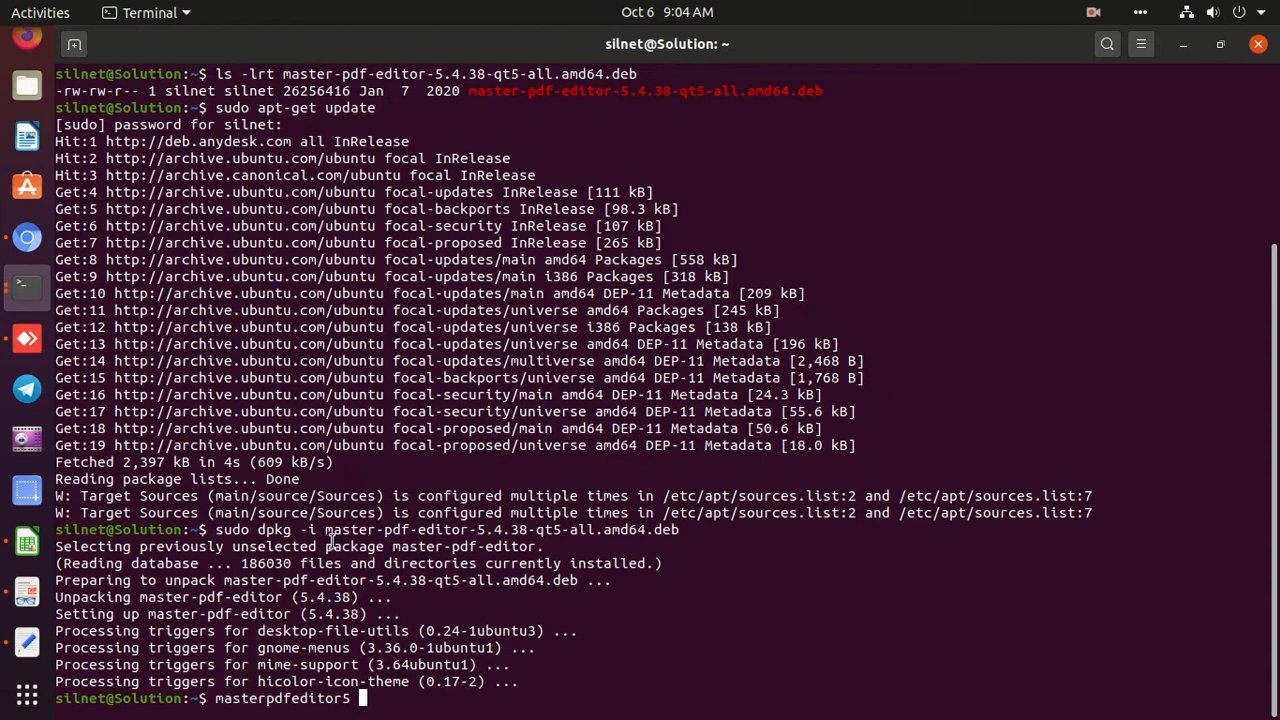 Activities
Terminal
Oct 6 9:04 AM
silnet@Solution: ~
silnet@Solution:~$ ls -lrt master-pdf-editor-5.4.38-qt5-all.amd64.deb
-rw-rw-r-- 1 silnet silnet 26256416 Jan  7  2020 master-pdf-editor-5.4.38-qt5-all.amd64.deb
silnet@Solution:~$ sudo apt-get update
[sudo] password for silnet:
Hit:1 http://deb.anydesk.com all InRelease
Hit:2 http://archive.ubuntu.com/ubuntu focal InRelease
Hit:3 http://archive.canonical.com/ubuntu focal InRelease
Get:4 http://archive.ubuntu.com/ubuntu focal-updates InRelease [111 kB]
Get:5 http://archive.ubuntu.com/ubuntu focal-backports InRelease [98.3 kB]
Get:6 http://archive.ubuntu.com/ubuntu focal-security InRelease [107 kB]
Get:7 http://archive.ubuntu.com/ubuntu focal-proposed InRelease [265 kB]
Get:8 http://archive.ubuntu.com/ubuntu focal-updates/main amd64 Packages [558 kB]
Get:9 http://archive.ubuntu.com/ubuntu focal-updates/main i386 Packages [318 kB]
Get:10 http://archive.ubuntu.com/ubuntu focal-updates/main amd64 DEP-11 Metadata [209 kB]
Get:11 http://archive.ubuntu.com/ubuntu focal-updates/universe amd64 Packages [245 kB]
Get:12 http://archive.ubuntu.com/ubuntu focal-updates/universe i386 Packages [138 kB]
Get:13 http://archive.ubuntu.com/ubuntu focal-updates/universe amd64 DEP-11 Metadata [196 kB]
Get:14 http://archive.ubuntu.com/ubuntu focal-updates/multiverse amd64 DEP-11 Metadata [2,468 B]
Get:15 http://archive.ubuntu.com/ubuntu focal-backports/universe amd64 DEP-11 Metadata [1,768 B]
Get:16 http://archive.ubuntu.com/ubuntu focal-security/main amd64 DEP-11 Metadata [24.3 kB]
Get:17 http://archive.ubuntu.com/ubuntu focal-security/universe amd64 DEP-11 Metadata [55.6 kB]
Get:18 http://archive.ubuntu.com/ubuntu focal-proposed/main amd64 DEP-11 Metadata [50.6 kB]
Get:19 http://archive.ubuntu.com/ubuntu focal-proposed/universe amd64 DEP-11 Metadata [18.0 kB]
Fetched 2,397 kB in 4s (609 kB/s)
Reading package lists... Done
W: Target Sources (main/source/Sources) is configured multiple times in /etc/apt/sources.list:2 and /etc/apt/sources.list:7
W: Target Sources (main/source/Sources) is configured multiple times in /etc/apt/sources.list:2 and /etc/apt/sources.list:7
silnet@Solution:~$ sudo dpkg -i master-pdf-editor-5.4.38-qt5-all.amd64.deb
Selecting previously unselected package master-pdf-editor.
(Reading database ... 186030 files and directories currently installed.)
Preparing to unpack master-pdf-editor-5.4.38-qt5-all.amd64.deb ...
Unpacking master-pdf-editor (5.4.38) ...
Setting up master-pdf-editor (5.4.38) ...
Processing triggers for desktop-file-utils (0.24-1ubuntu3) ...
Processing triggers for gnome-menus (3.36.0-1ubuntu1) ...
Processing triggers for mime-support (3.64ubuntu1) ...
Processing triggers for hicolor-icon-theme (0.17-2) ...
silnet@Solution:~$ masterpdfeditor5